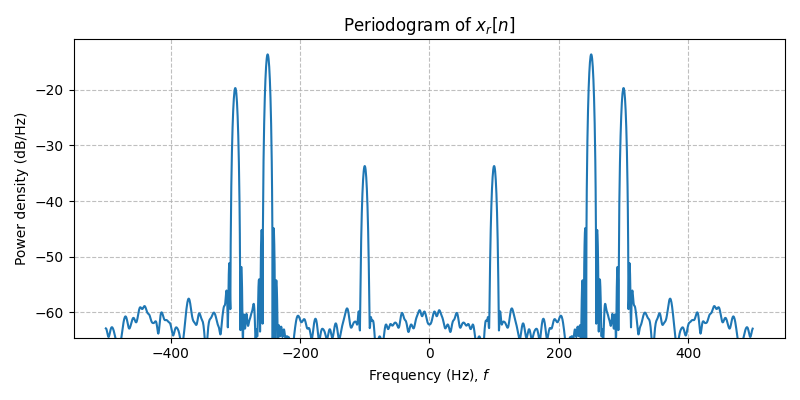 Periodogram of x_r[n]
Power density (dB/Hz)
−20
−30
−40
−50
−60
−400 −200 0 200 400
Frequency (Hz), f